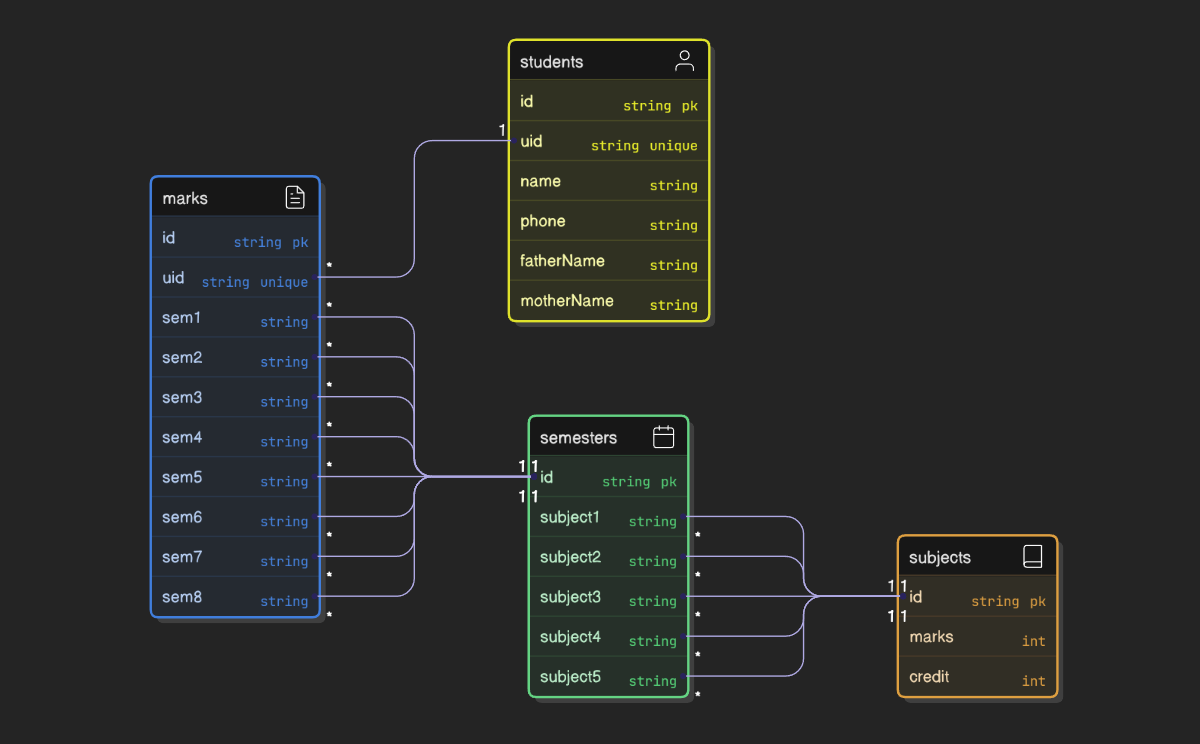 students
id string pk
1
uid string unique
name string
phone string
fatherName string
motherName string
marks
id string pk
*
uid string unique
*
sem1 string
*
sem2 string
*
sem3 string
*
sem4 string
*
sem5 string
sem6 string
*
sem7 string
*
sem8 string
*
semesters
1 1
id string pk
1 1
subject1 string
*
subject2 string
*
subject3 string
*
subject4 string
*
subject5 string
*
subjects
1 1
id string pk
1 1
marks int
credit int